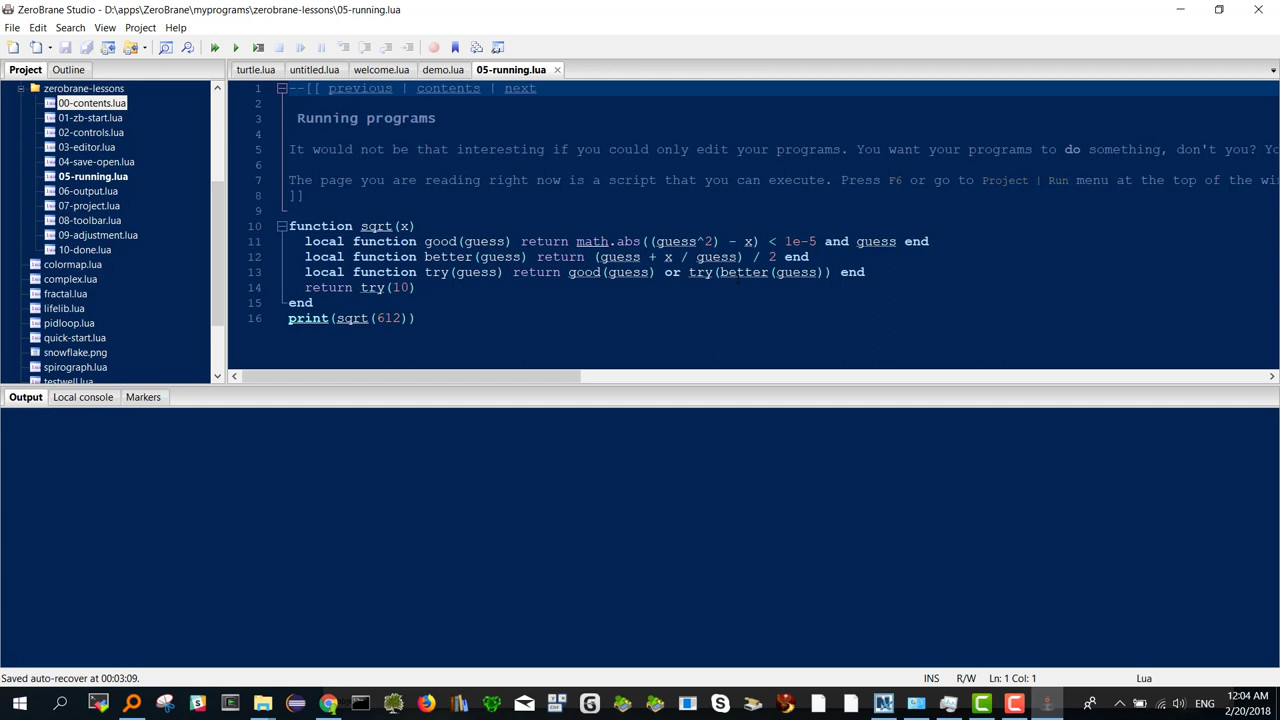 ZeroBrane Studio - D:\apps\ZeroBrane\myprograms\zerobrane-lessons\05-running.lua
File Edit Search View Project Help
Project Outline
turtle.lua untitled.lua welcome.lua demo.lua 05-running.lua
zerobrane-lessons
00-contents.lua
01-zb-start.lua
02-controls.lua
03-editor.lua
04-save-open.lua
05-running.lua
06-output.lua
07-project.lua
08-toolbar.lua
09-adjustment.lua
10-done.lua
colormap.lua
complex.lua
fractal.lua
lifelib.lua
pidloop.lua
quick-start.lua
snowflake.png
spirograph.lua
testwell.lua
1 --[[ previous | contents | next
2
3 Running programs
4
5 It would not be that interesting if you could only edit your programs. You want your programs to do something, don't you? Yo
6
7 The page you are reading right now is a script that you can execute. Press F6 or go to Project | Run menu at the top of the wi
8 ]]
9
10 function sqrt(x)
11 local function good(guess) return math.abs((guess^2) - x) < 1e-5 and guess end
12 local function better(guess) return (guess + x / guess) / 2 end
13 local function try(guess) return good(guess) or try(better(guess)) end
14 return try(10)
15 end
16 print(sqrt(612))
Output Local console Markers
Saved auto-recover at 00:03:09. INS R/W Ln: 1 Col: 1 Lua
12:04 AM
ENG
2/20/2018